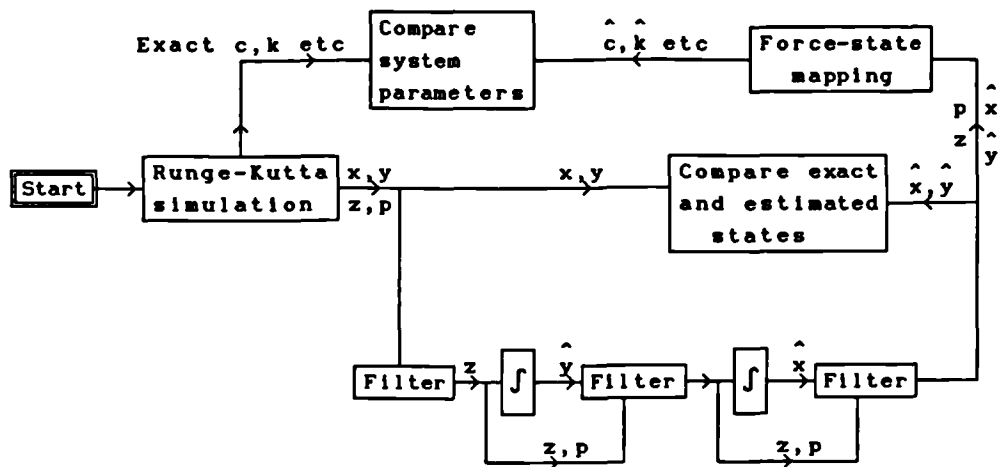 Exact c,k etc
Compare
system
parameters
ĉ,k̂ etc
Force-state
mapping
p x̂
z ŷ
Start
Runge-Kutta
simulation
x,y
z,p
x,y
Compare exact
and estimated
states
x̂,ŷ
Filter
z
∫
ŷ
Filter
∫
x̂
Filter
z,p
z,p